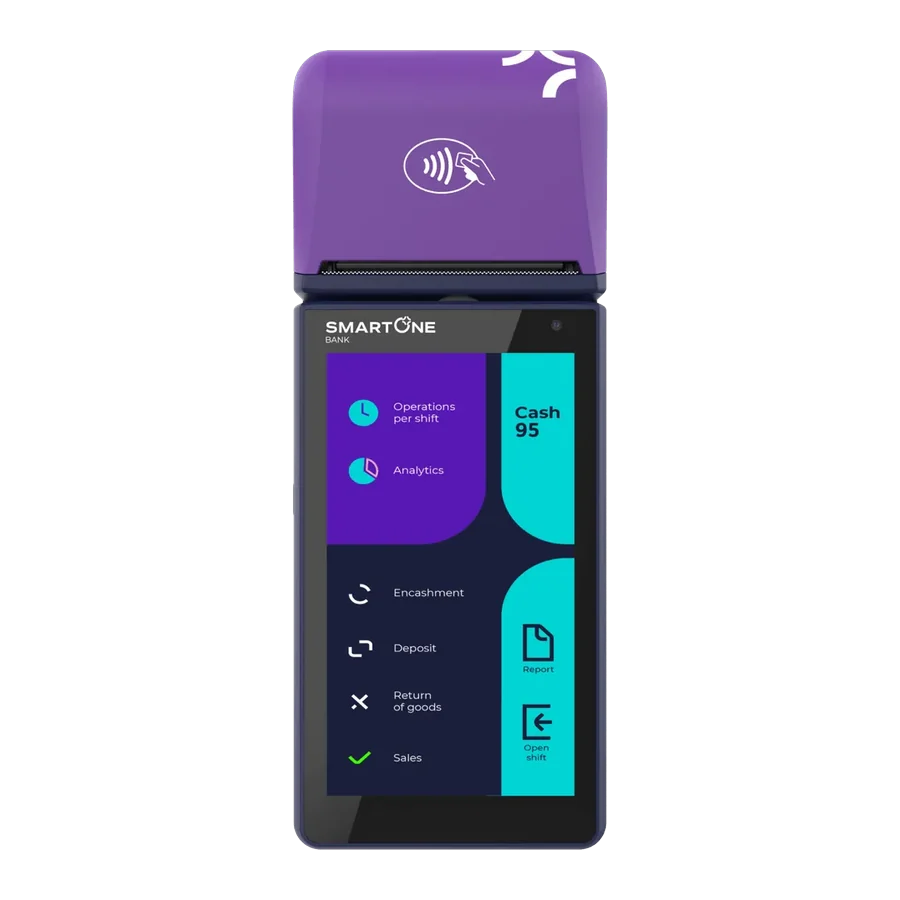 SMARTONE
BANK
Operations
per shift
Analytics
Cash
95
Encashment
Deposit
Return
of goods
Sales
Report
Open
shift